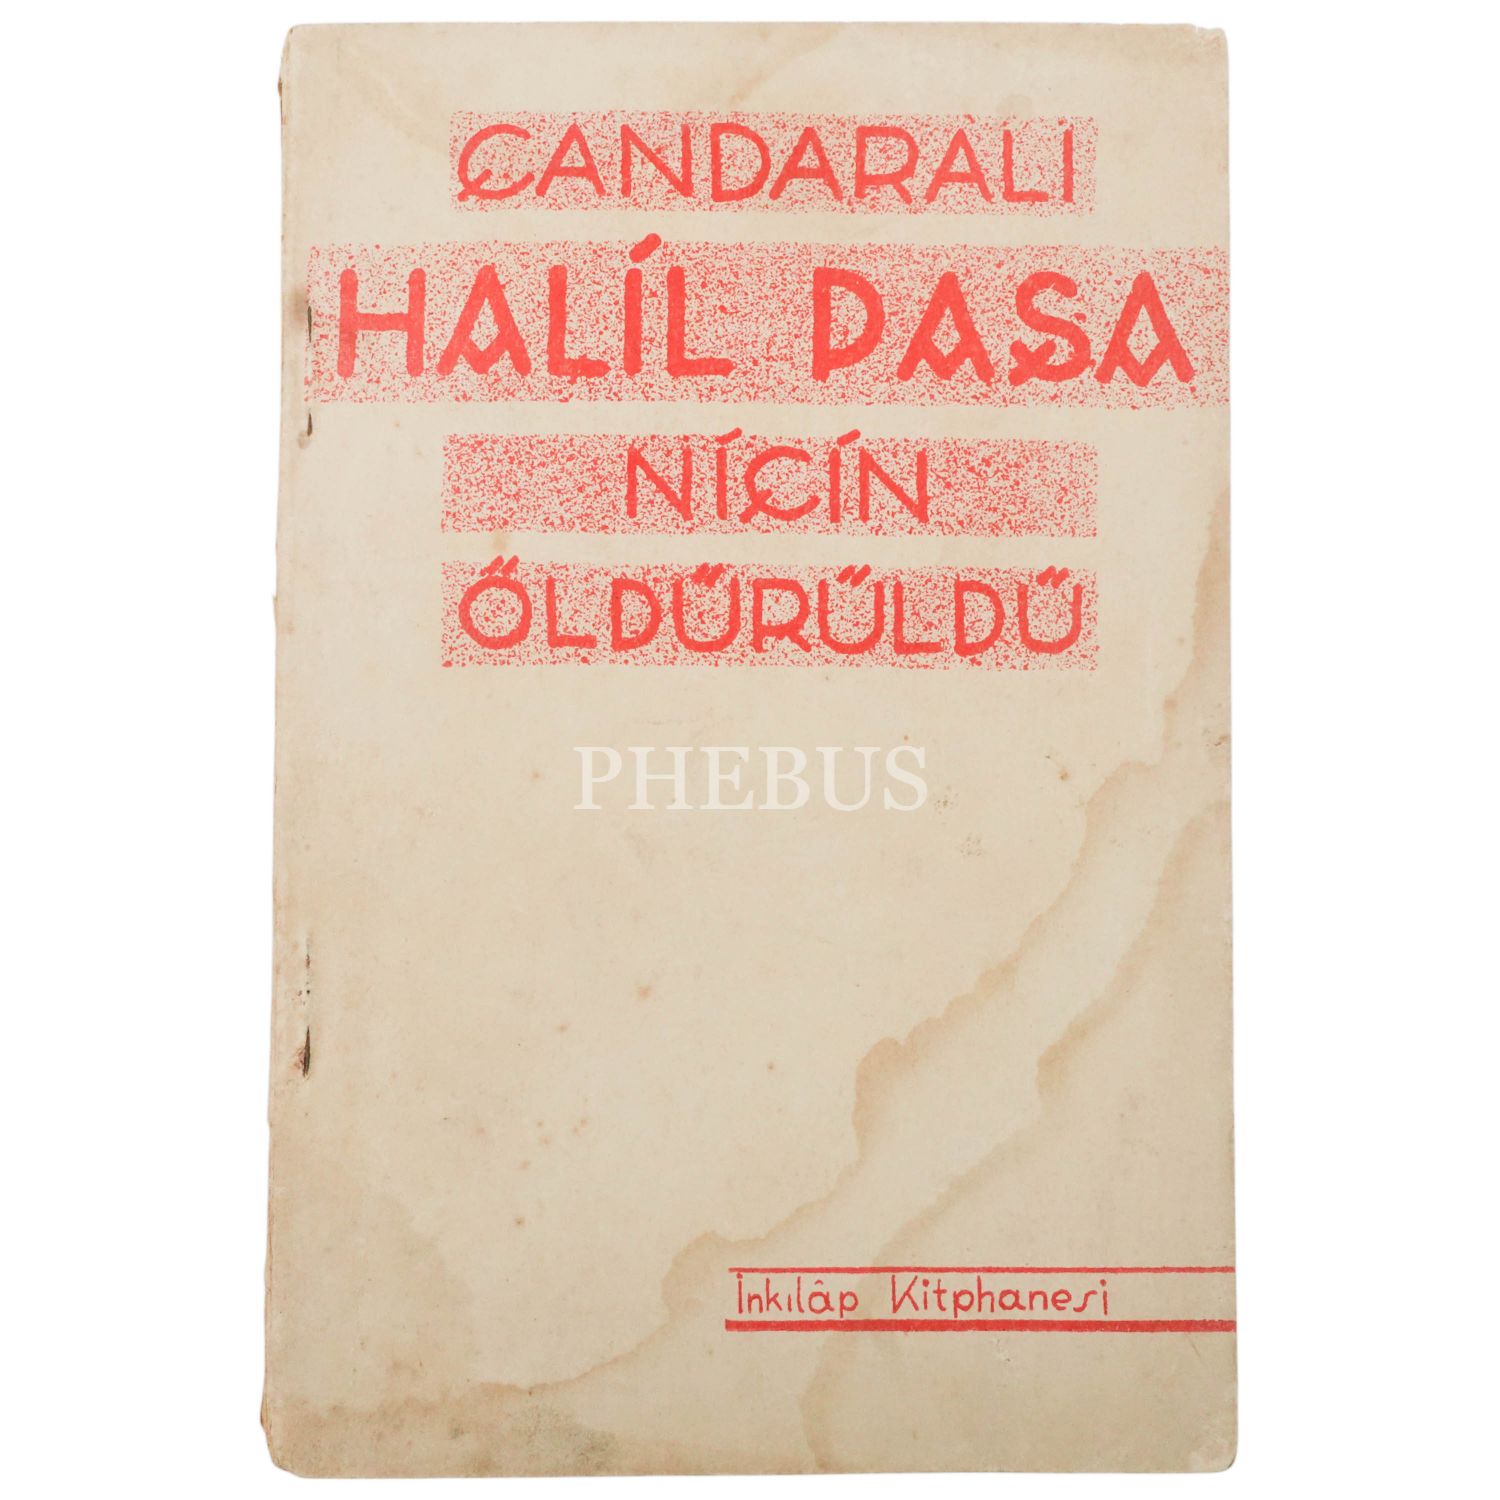 ÇANDARALI
HALİL PAŞA
NİÇİN
ÖLDÜRÜLDÜ
PHEBUS
İnkılâp Kitphanesi